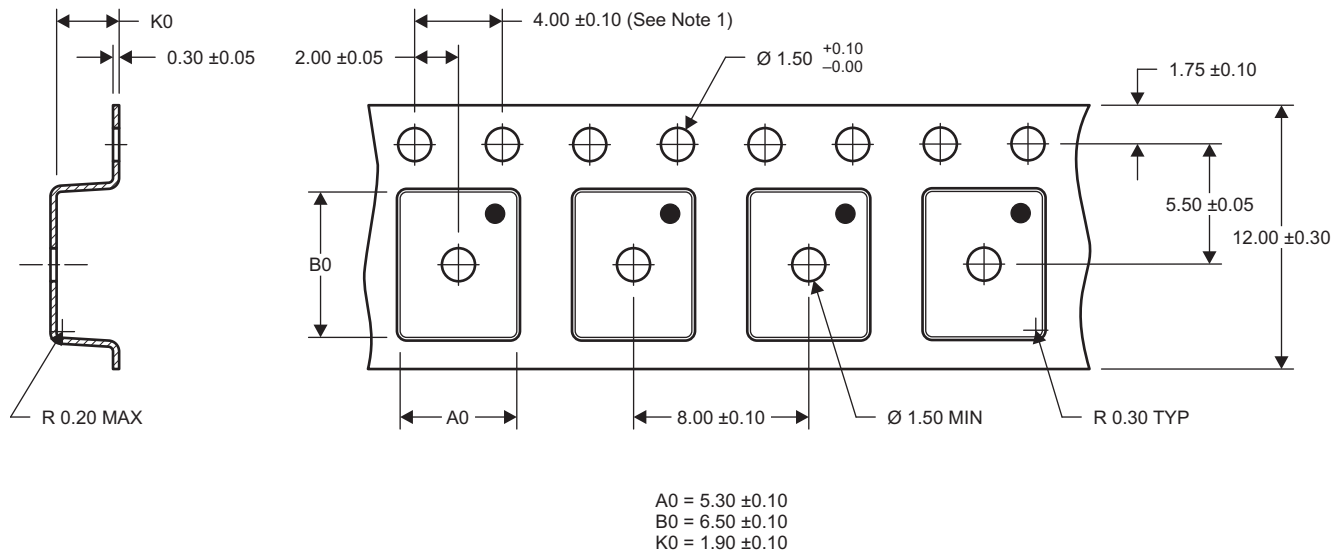 K0
4.00 ±0.10 (See Note 1)
0.30 ±0.05
2.00 ±0.05
Ø 1.50 +0.10 –0.00
1.75 ±0.10
5.50 ±0.05
12.00 ±0.30
B0
R 0.20 MAX
A0
8.00 ±0.10
Ø 1.50 MIN
R 0.30 TYP
A0 = 5.30 ±0.10
B0 = 6.50 ±0.10
K0 = 1.90 ±0.10